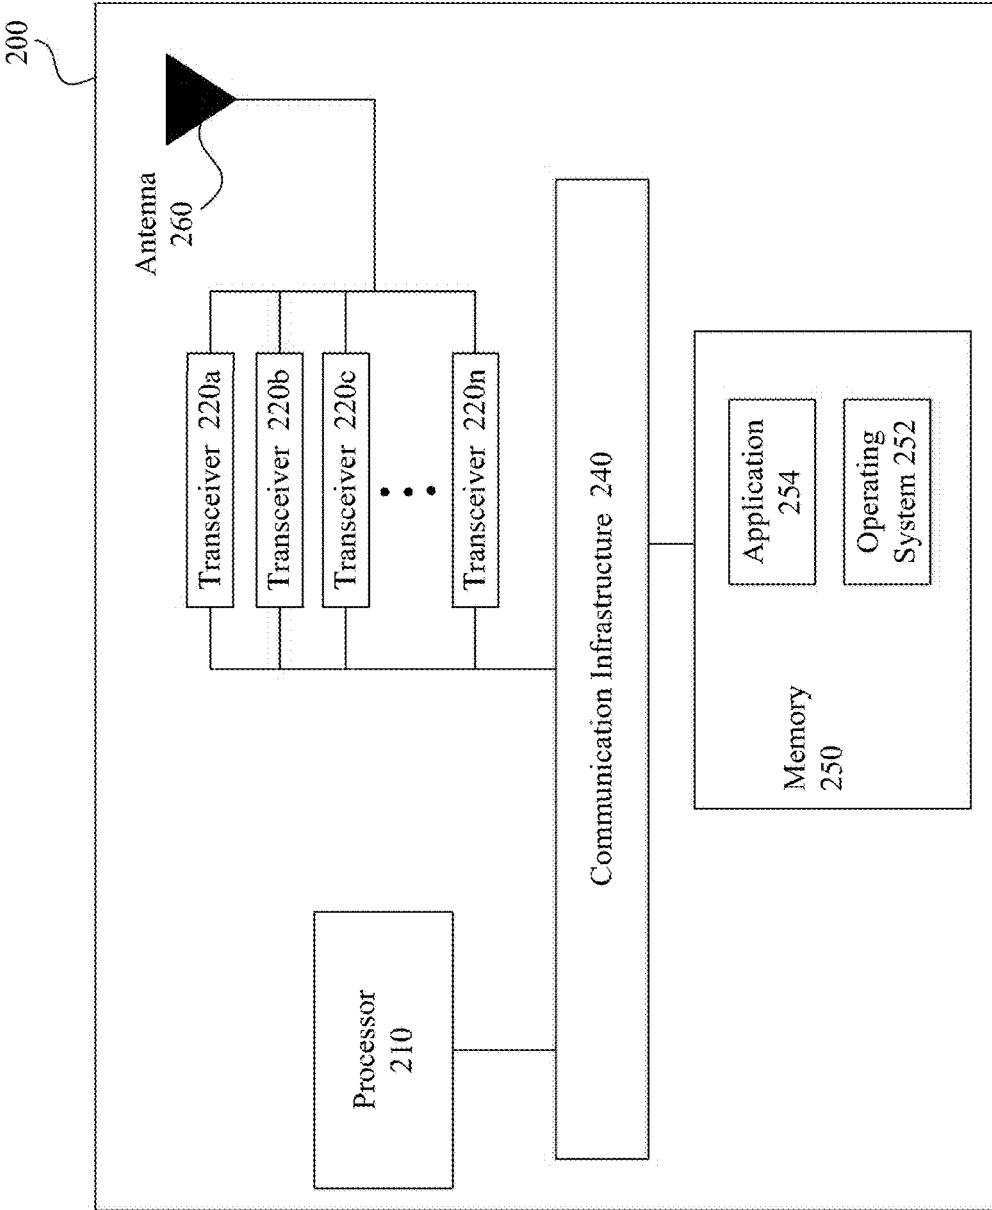 200
Antenna
260
Transceiver 220a
Transceiver 220b
Transceiver 220c
Transceiver 220n
Processor
210
Communication Infrastructure 240
Memory
250
Application
254
Operating
System 252